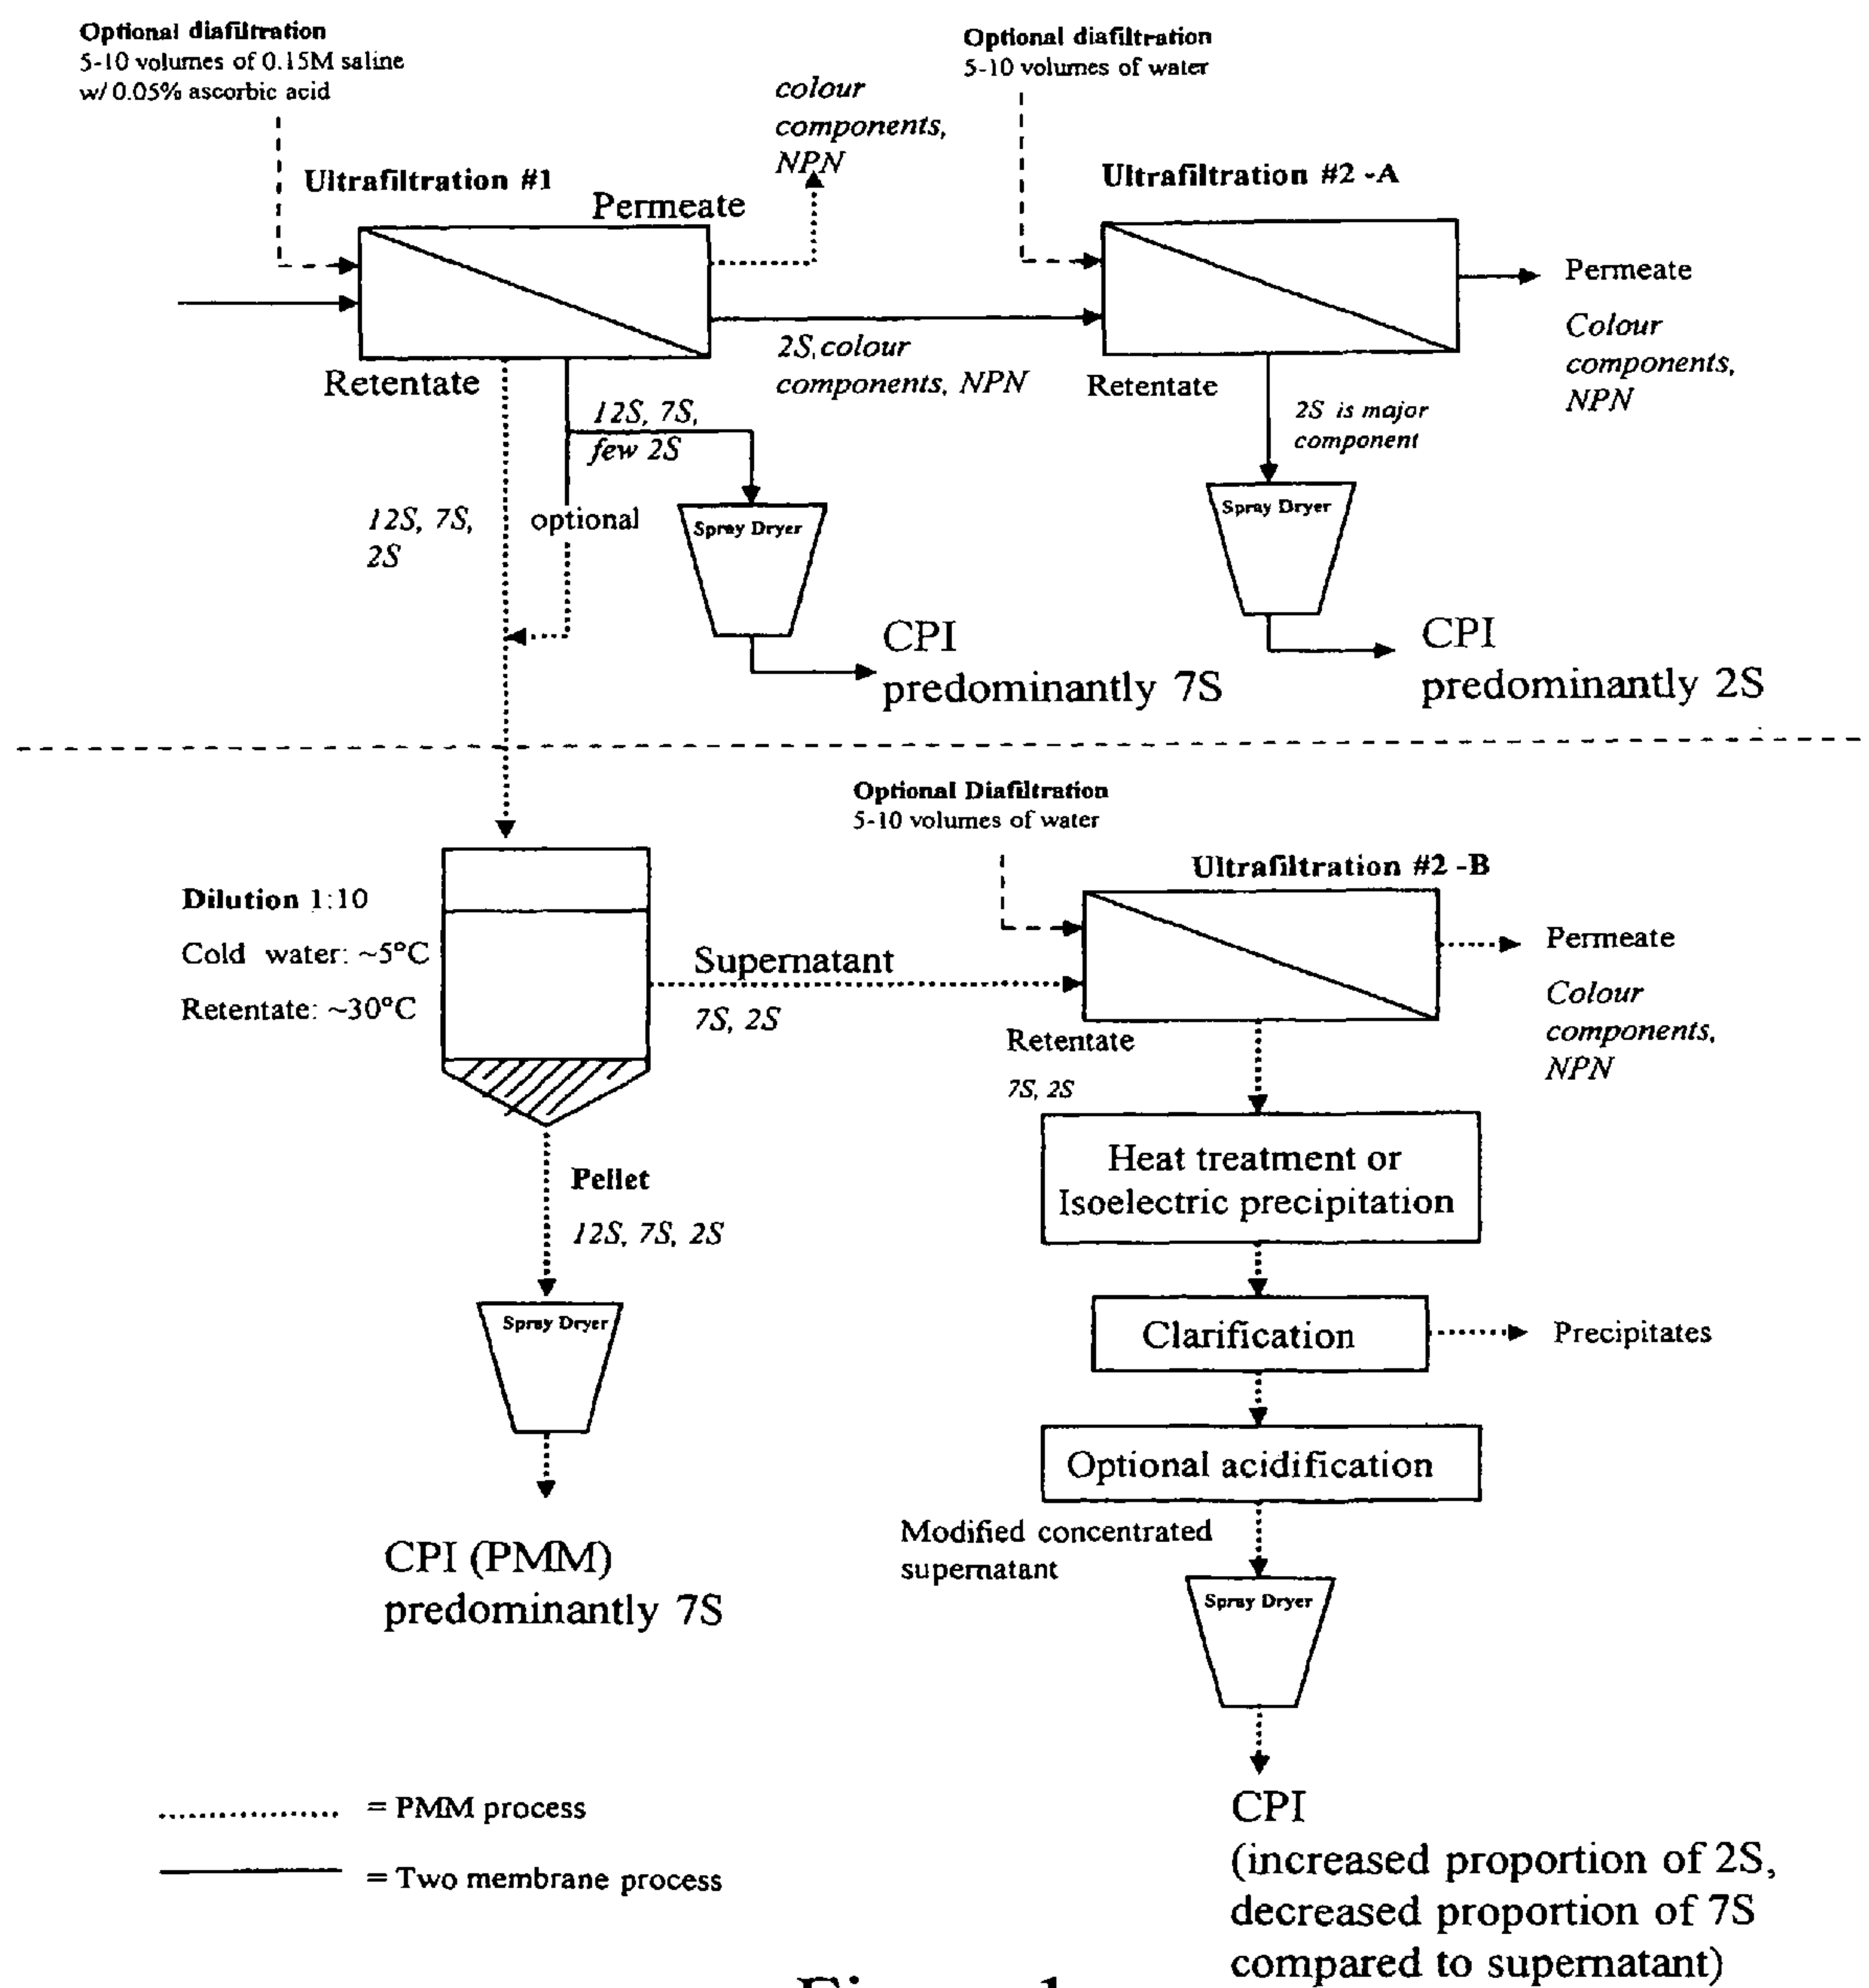 Optional diafiltration
5-10 volumes of 0.15M saline
w/ 0.05% ascorbic acid
Optional diafiltration
5-10 volumes of water
colour
components,
NPN
Ultrafiltration #1
Permeate
Ultrafiltration #2 -A
Permeate
Colour
components,
NPN
Retentate
2S, colour
components, NPN
Retentate
12S, 7S,
few 2S
2S is major
component
12S, 7S,
2S
optional
Spray Dryer
Spray Dryer
CPI
predominantly 7S
CPI
predominantly 2S
Optional Diafiltration
5-10 volumes of water
Ultrafiltration #2 -B
Dilution 1:10
Cold water: ~5°C
Retentate: ~30°C
Supernatant
7S, 2S
Permeate
Colour
components,
NPN
Retentate
7S, 2S
Heat treatment or
Isoelectric precipitation
Pellet
12S, 7S, 2S
Spray Dryer
Clarification
Precipitates
Optional acidification
Modified concentrated
supernatant
CPI (PMM)
predominantly 7S
Spray Dryer
= PMM process
= Two membrane process
CPI
(increased proportion of 2S,
decreased proportion of 7S
compared to supernatant)